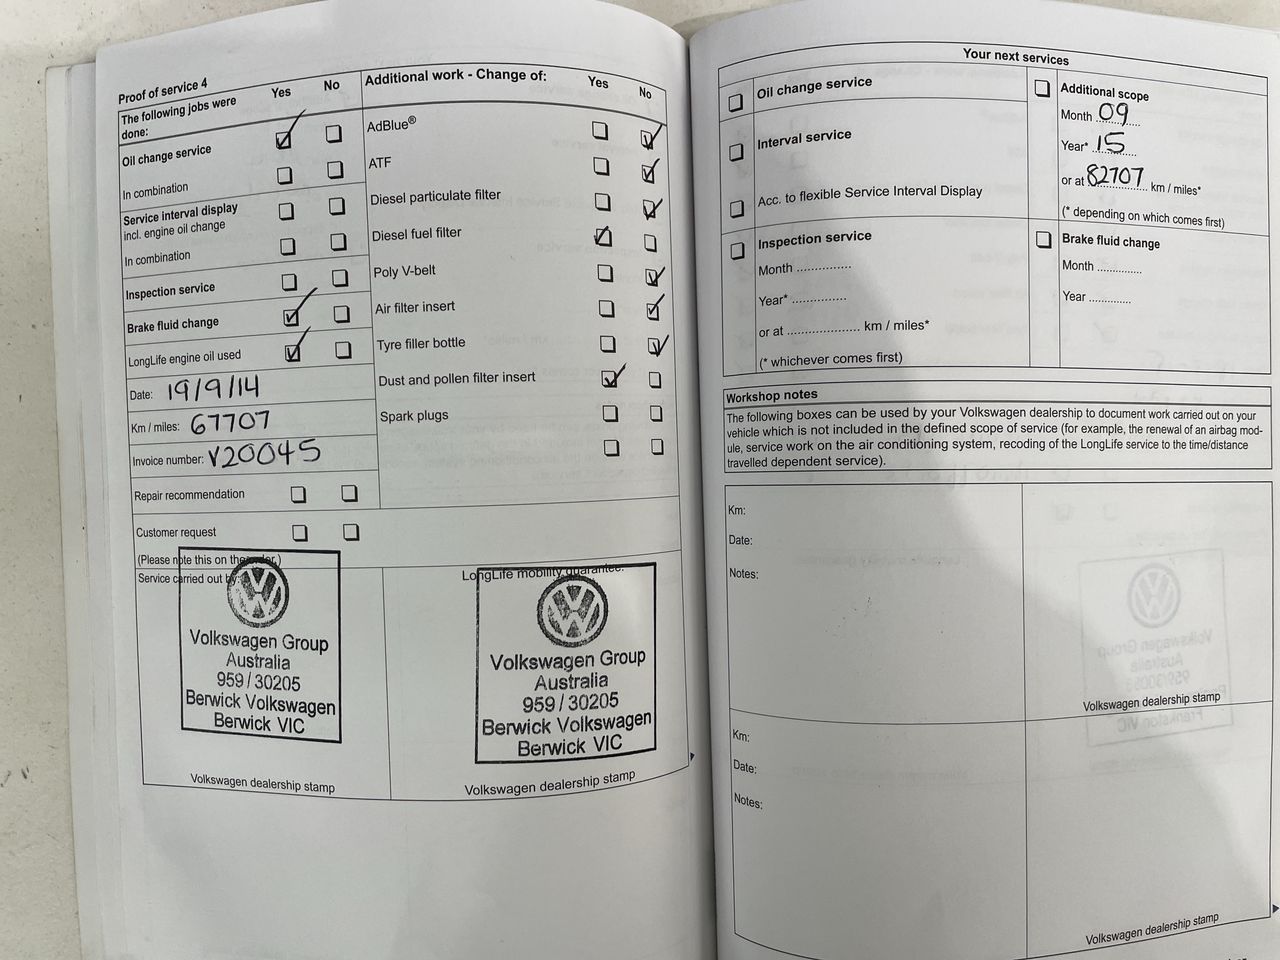 Proof of service 4
Yes No
The following jobs were
done:
Oil change service
In combination
Service interval display
incl. engine oil change
In combination
Inspection service
Brake fluid change
LongLife engine oil used
Date: 19/9/14
Km / miles: 67707
Invoice number: V20045
Repair recommendation
Customer request
(Please note this on the order.)
Additional work - Change of: Yes No
AdBlue®
ATF
Diesel particulate filter
Diesel fuel filter
Poly V-belt
Air filter insert
Tyre filler bottle
Dust and pollen filter insert
Spark plugs
Service carried out by:
Volkswagen Group
Australia
959/30205
Berwick Volkswagen
Berwick VIC
Volkswagen dealership stamp
LongLife mobility guarantee:
Volkswagen Group
Australia
959/30205
Berwick Volkswagen
Berwick VIC
Volkswagen dealership stamp
Your next services
Oil change service
Interval service
Acc. to flexible Service Interval Display
Additional scope
Month 09
Year* 15
or at 82707 km / miles*
(* depending on which comes first)
Inspection service
Month ..............
Year* ..............
or at .................... km / miles*
(* whichever comes first)
Brake fluid change
Month ............
Year ............
Workshop notes
The following boxes can be used by your Volkswagen dealership to document work carried out on your
vehicle which is not included in the defined scope of service (for example, the renewal of an airbag mod-
ule, service work on the air conditioning system, recoding of the LongLife service to the time/distance
travelled dependent service).
Km:
Date:
Notes:
Volkswagen dealership stamp
Km:
Date:
Notes:
Volkswagen dealership stamp